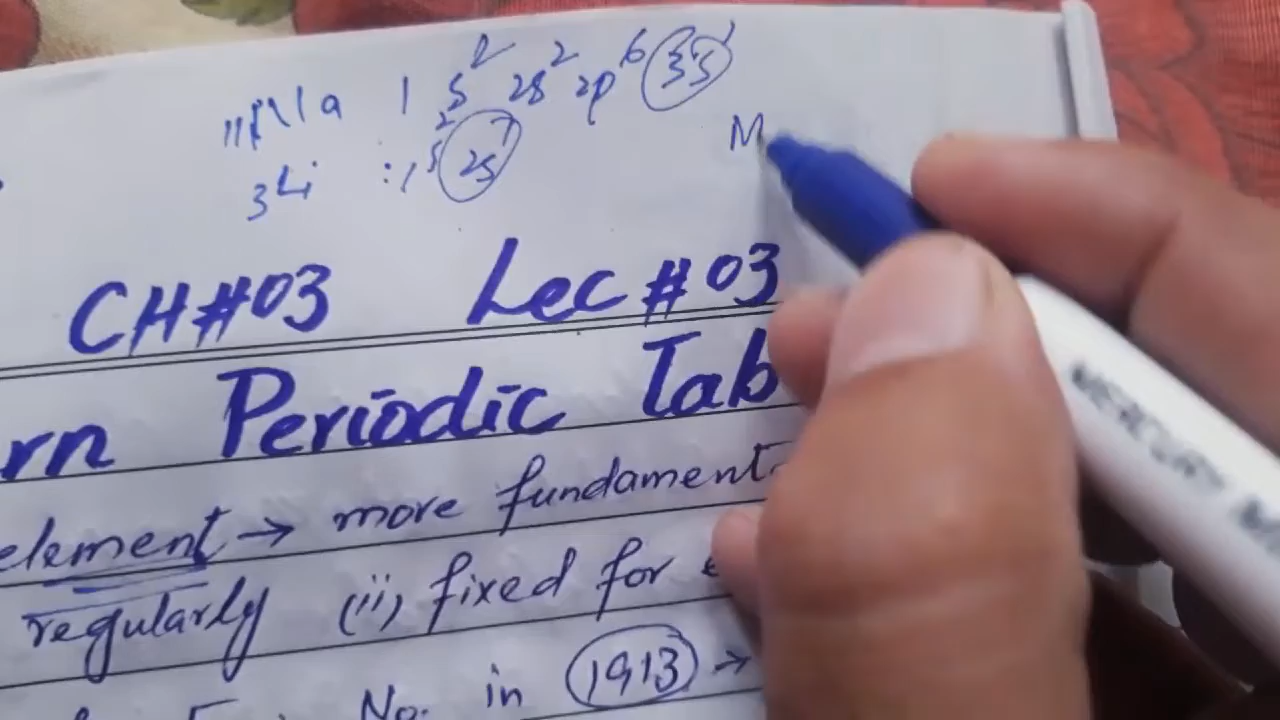 11Na 1s² 2s² 2p⁶ 3s¹
3Li : 1s² 2s¹
M
CH#03 Lec#03
rn Periodic Tab
element → more fundament
regularly (ii) fixed for
No. in 1913 →
MERCURY